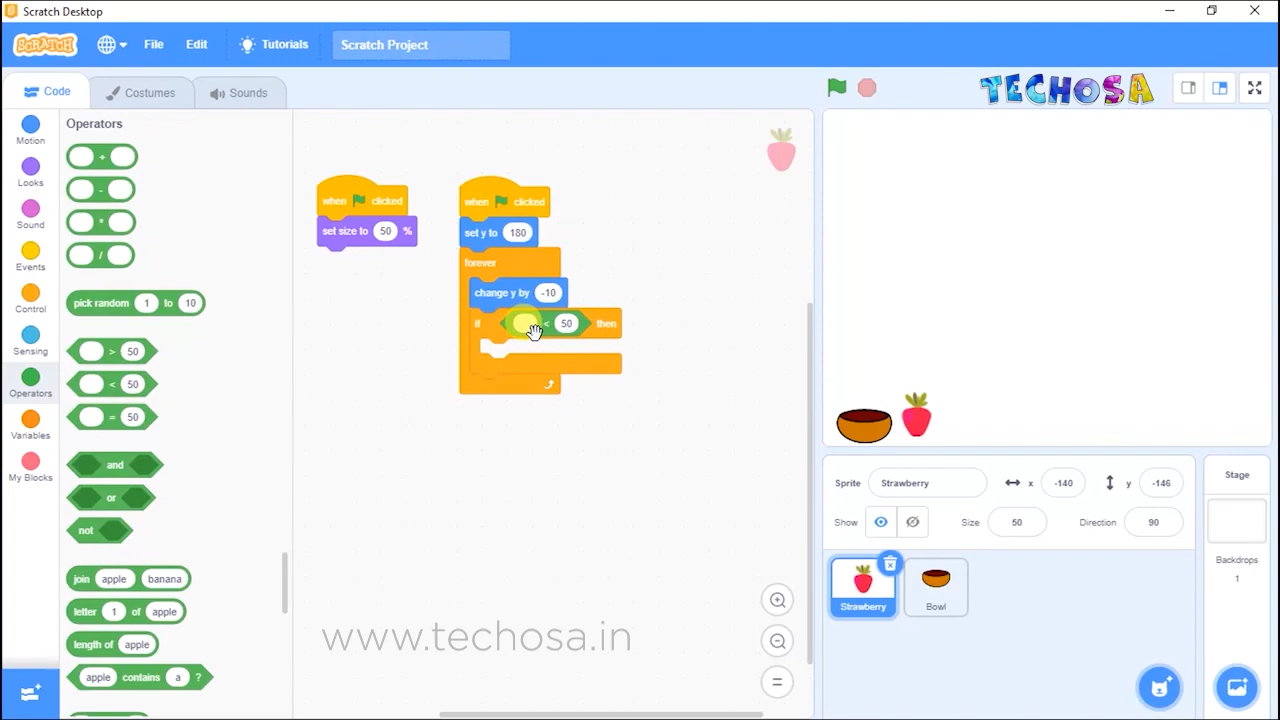 Scratch Desktop
SCRATCH
File Edit Tutorials Scratch Project
Code Costumes Sounds
TECHOSA
Motion
Looks
Sound
Events
Control
Sensing
Operators
Variables
My Blocks
Operators
+
-
*
/
pick random 1 to 10
> 50
< 50
= 50
and
or
not
join apple banana
letter 1 of apple
length of apple
apple contains a ?
when clicked
set size to 50 %
when clicked
set y to 180
forever
change y by -10
if < 50 then
www.techosa.in
Sprite Strawberry x -140 y -146
Show Size 50 Direction 90
Strawberry
Bowl
Stage
Backdrops
1